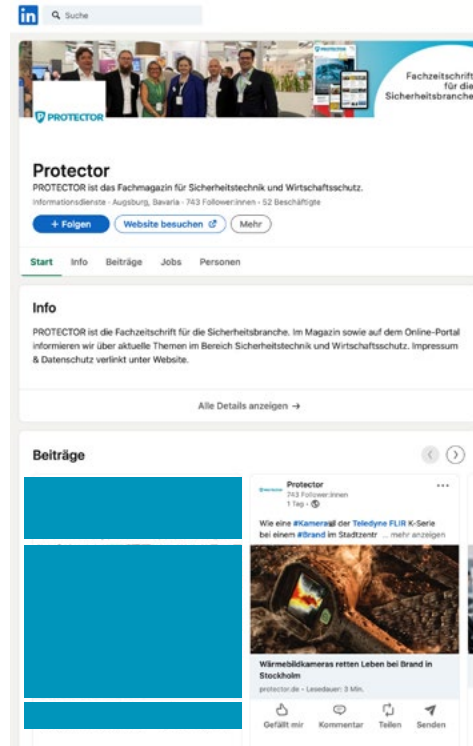 in
Suche
PROTECTOR
Fachzeitschrift
für die
Sicherheitsbranche
PROTECTOR
Protector
PROTECTOR ist das Fachmagazin für Sicherheitstechnik und Wirtschaftsschutz.
Informationsdienste · Augsburg, Bavaria · 743 Follower:innen · 52 Beschäftigte
+ Folgen
Website besuchen
Mehr
Start Info Beiträge Jobs Personen
Info
PROTECTOR ist die Fachzeitschrift für die Sicherheitsbranche. Im Magazin sowie auf dem Online-Portal
informieren wir über aktuelle Themen im Bereich Sicherheitstechnik und Wirtschaftsschutz. Impressum
& Datenschutz verlinkt unter Website.
Alle Details anzeigen →
Beiträge
Protector
743 Follower:innen
1 Tag •
Wie eine #Kamera der Teledyne FLIR K-Serie
bei einem #Brand im Stadtzentr ... mehr anzeigen
Wärmebildkameras retten Leben bei Brand in
Stockholm
protector.de • Lesedauer: 3 Min.
Gefällt mir Kommentar Teilen Senden